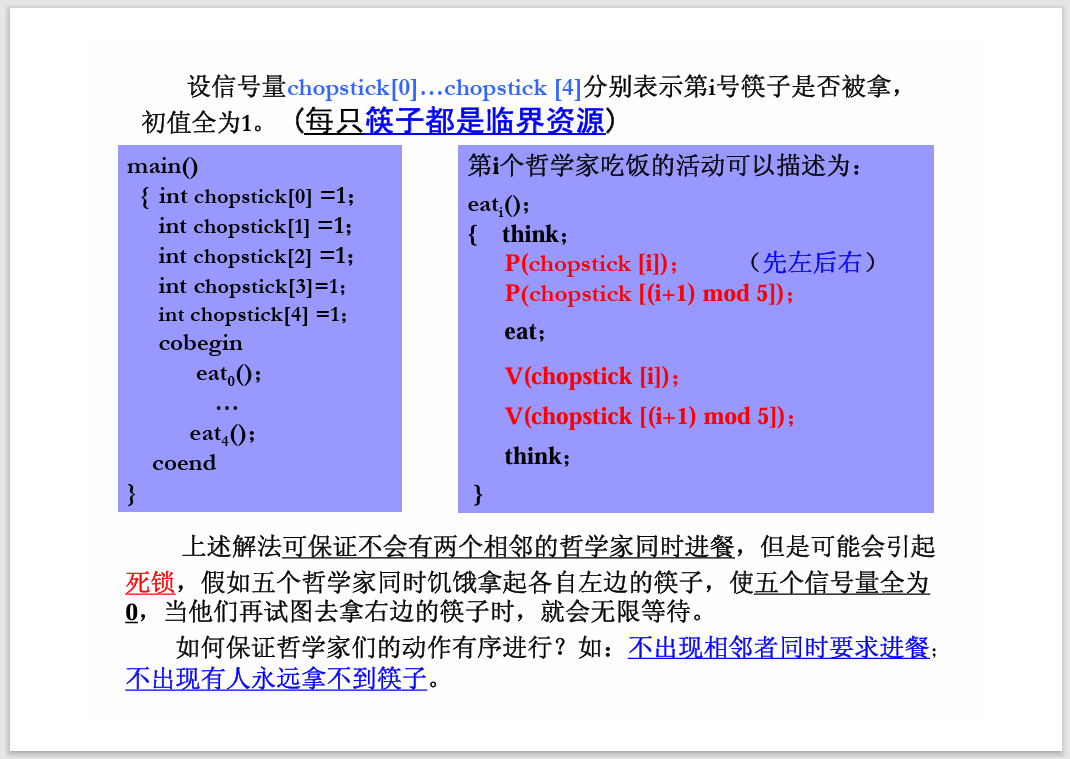 设信号量chopstick[0]…chopstick [4]分别表示第i号筷子是否被拿，
初值全为1。（每只筷子都是临界资源）
main()
{ int chopstick[0] =1;
int chopstick[1] =1;
int chopstick[2] =1;
int chopstick[3]=1;
int chopstick[4] =1;
cobegin
eat0();
…
eat4();
coend
}
第i个哲学家吃饭的活动可以描述为：
eati();
{ think;
P(chopstick [i]); （先左后右）
P(chopstick [(i+1) mod 5]);
eat;
V(chopstick [i]);
V(chopstick [(i+1) mod 5]);
think;
}
上述解法可保证不会有两个相邻的哲学家同时进餐，但是可能会引起
死锁，假如五个哲学家同时饥饿拿起各自左边的筷子，使五个信号量全为
0，当他们再试图去拿右边的筷子时，就会无限等待。
如何保证哲学家们的动作有序进行？如：不出现相邻者同时要求进餐；
不出现有人永远拿不到筷子。